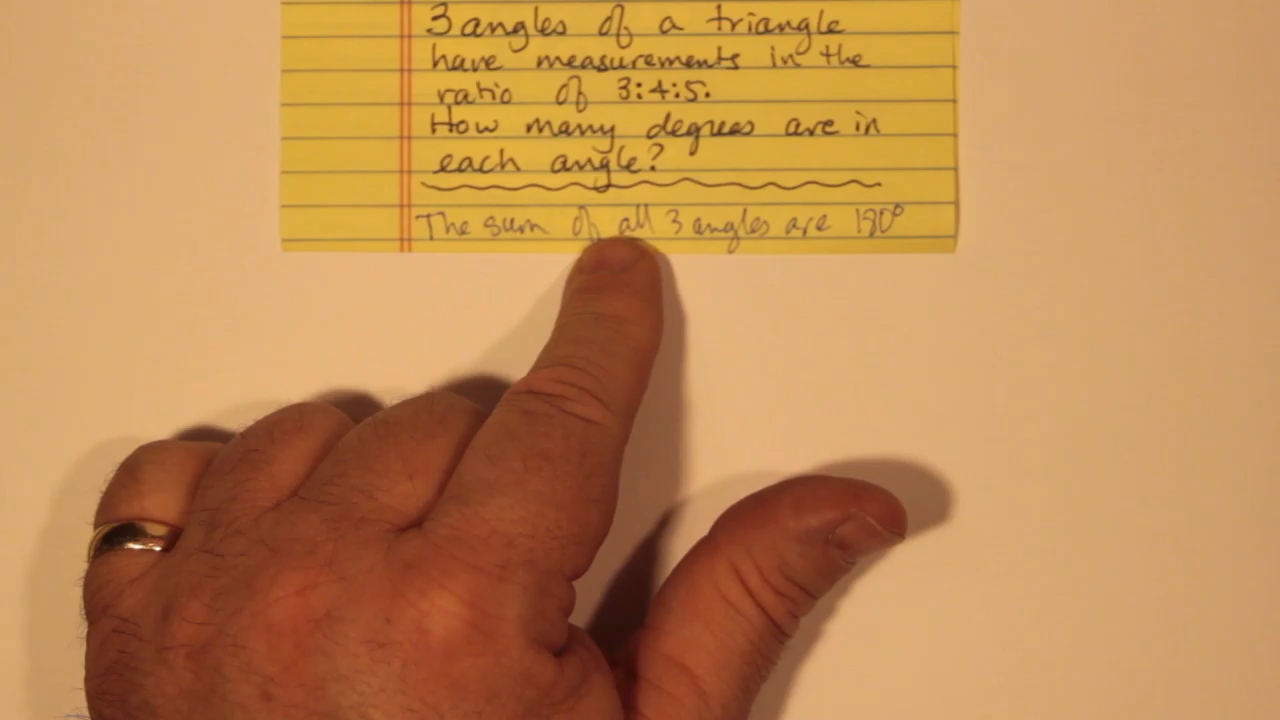 3 angles of a triangle
have measurements in the
ratio of 3:4:5.
How many degrees are in
each angle?
The sum of all 3 angles are 180°